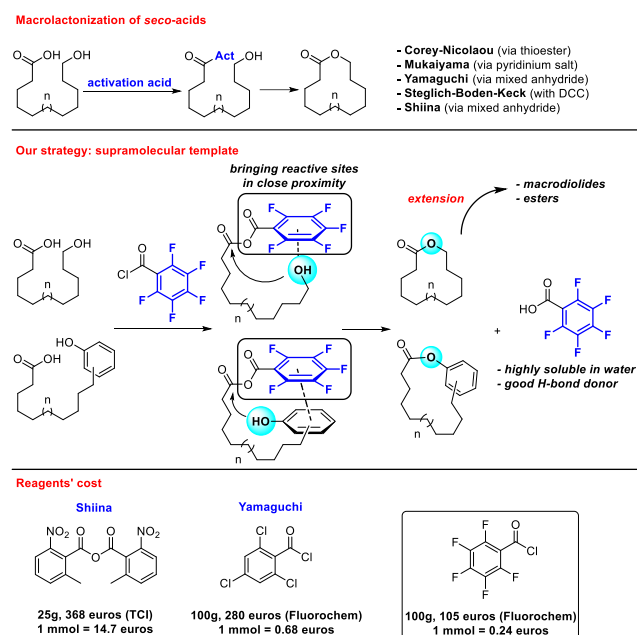 Macrolactonization of seco-acids
O
OH
OH
n
activation acid
O
Act
OH
n
O
O
n
- Corey-Nicolaou (via thioester)
- Mukaiyama (via pyridinium salt)
- Yamaguchi (via mixed anhydride)
- Steglich-Boden-Keck (with DCC)
- Shiina (via mixed anhydride)
Our strategy: supramolecular template
bringing reactive sites
in close proximity
extension
- macrodiolides
- esters
O
OH
OH
n
O
Cl
F
F
F
F
F
O
O
O
F
F
F
F
F
OH
n
O
O
n
HO
O
OH
n
O
O
O
F
F
F
F
F
HO
n
O
O
n
+
O
HO
F
F
F
F
F
- highly soluble in water
- good H-bond donor
Reagents' cost
Shiina
NO2
O
O
O
NO2
25g, 368 euros (TCI)
1 mmol = 14.7 euros
Yamaguchi
Cl
O
Cl
Cl
Cl
100g, 280 euros (Fluorochem)
1 mmol = 0.68 euros
F
O
F
Cl
F
F
F
100g, 105 euros (Fluorochem)
1 mmol = 0.24 euros